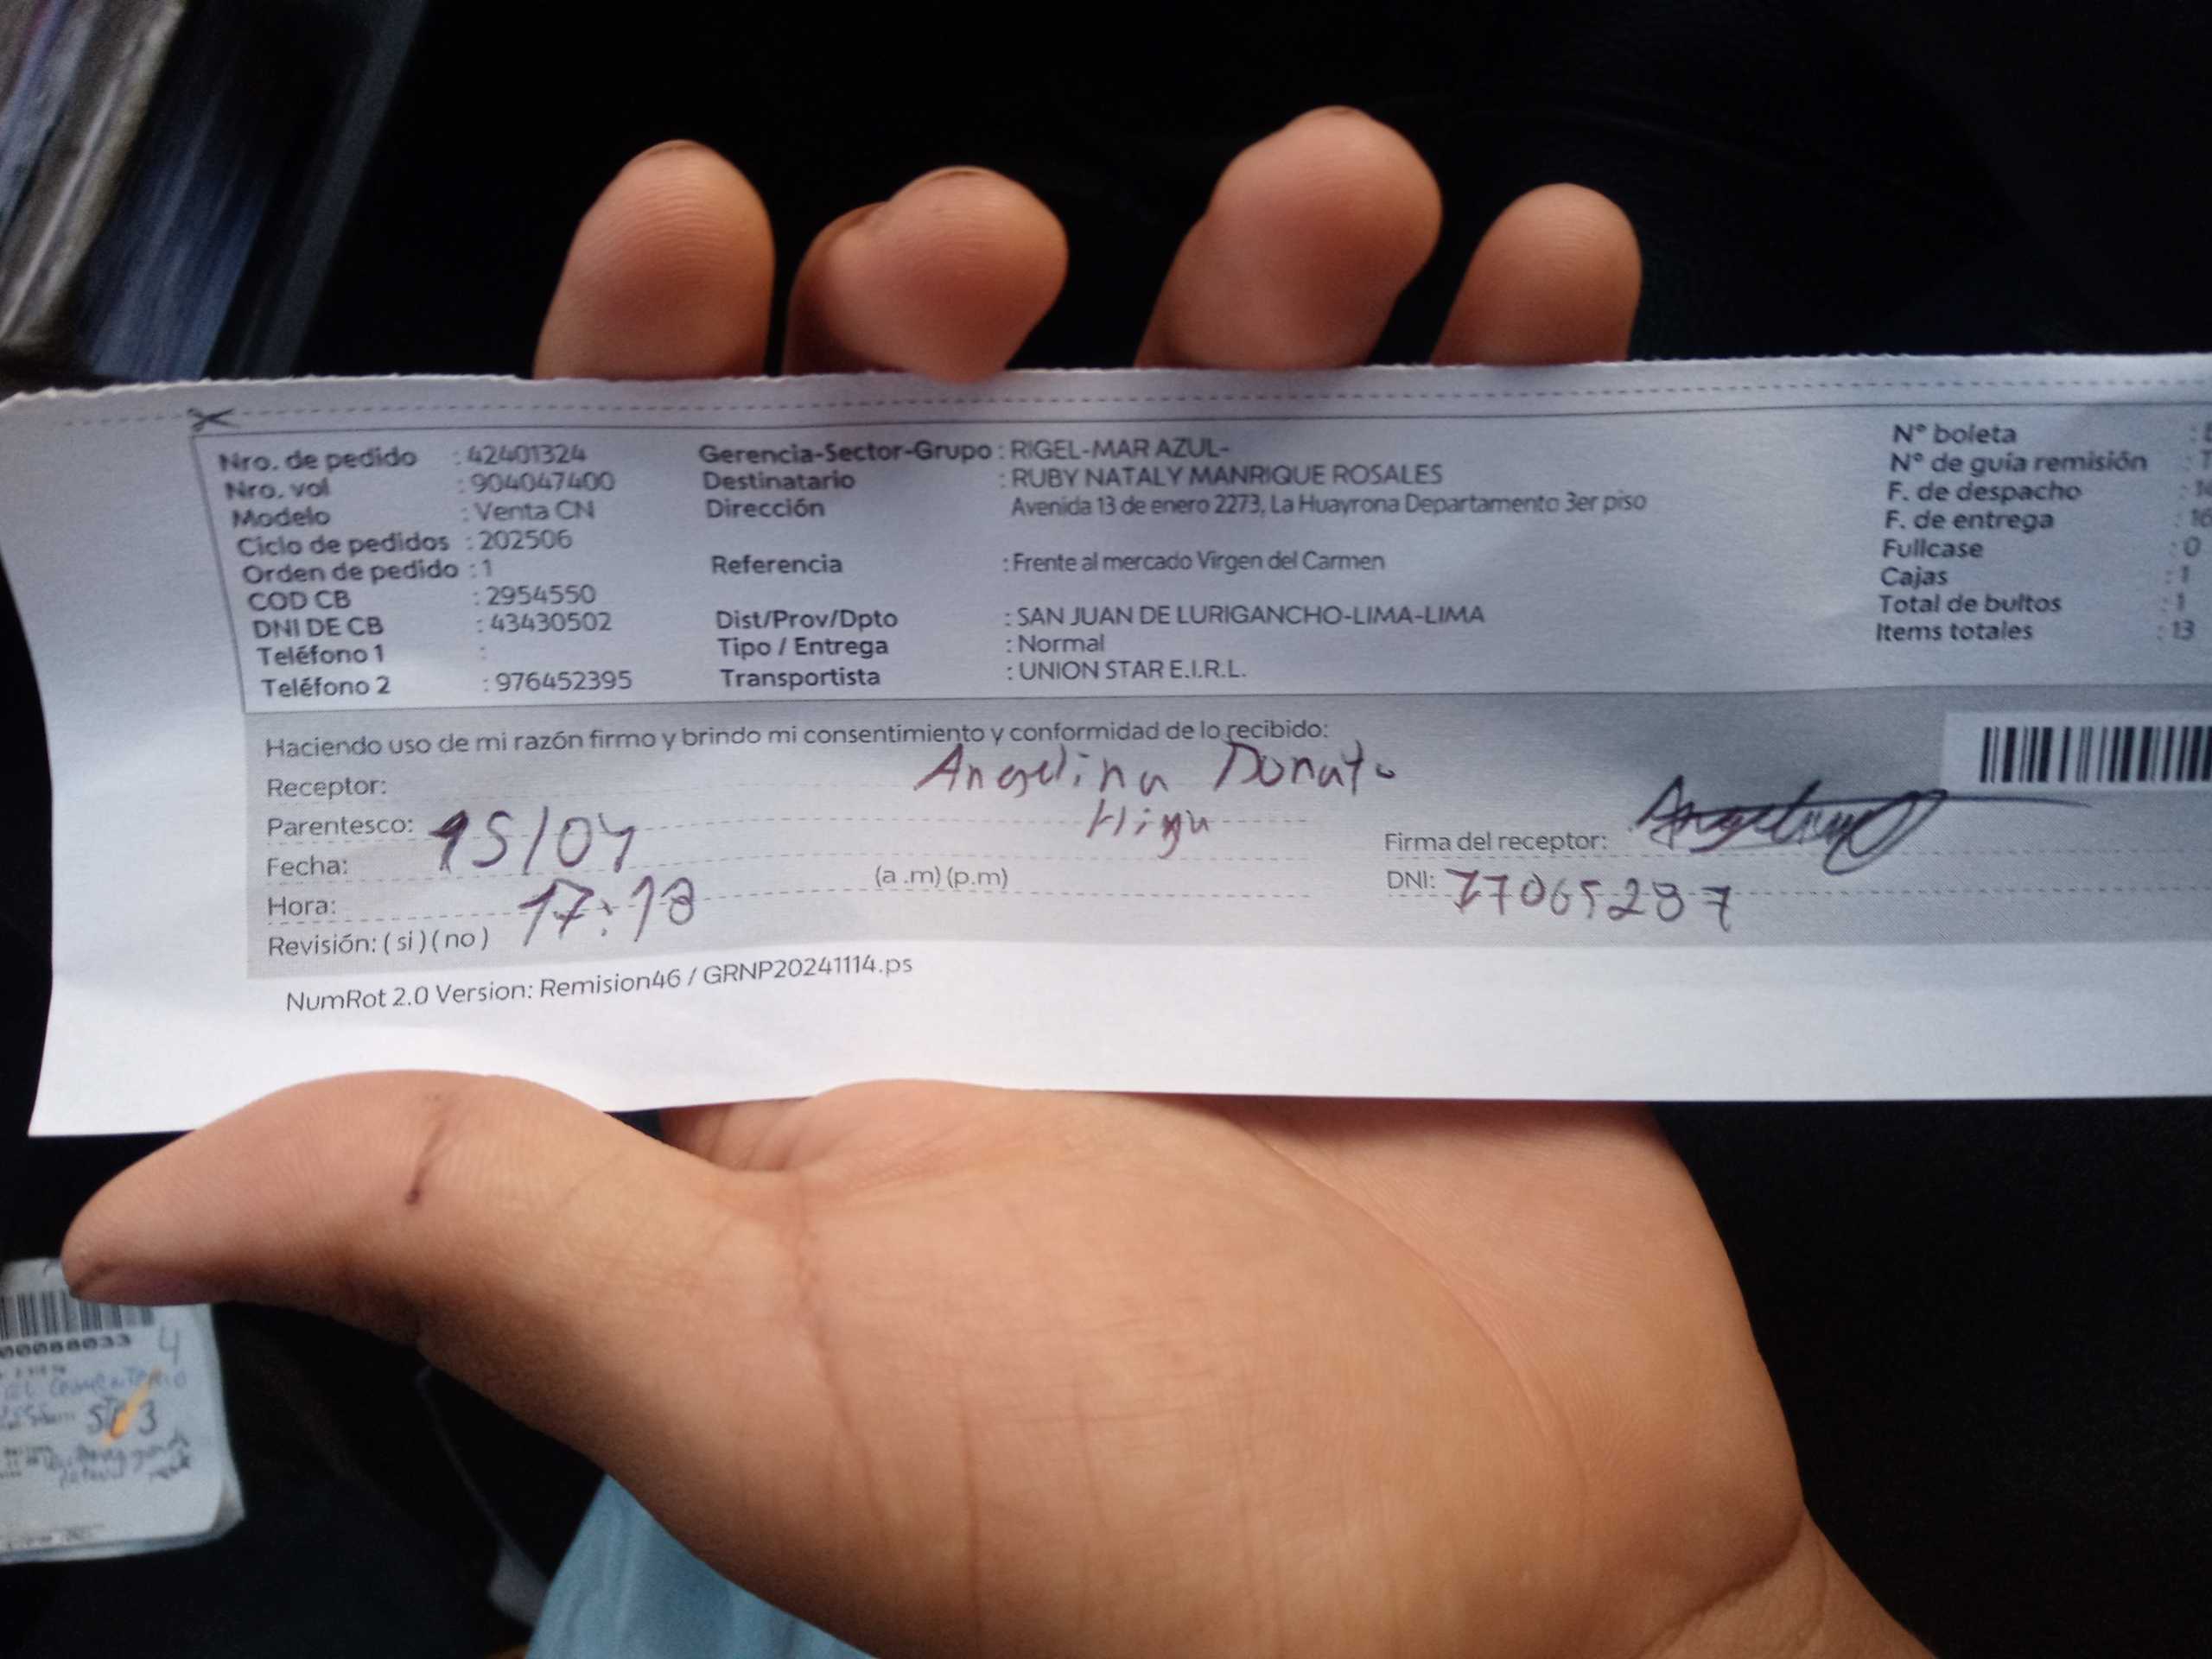 Nro. de pedido : 42401324
Nro. vol : 904047400
Modelo : Venta CN
Ciclo de pedidos : 202506
Orden de pedido : 1
COD CB : 2954550
DNI DE CB : 43430502
Teléfono 1 :
Teléfono 2 : 976452395
Gerencia-Sector-Grupo : RIGEL-MAR AZUL-
Destinatario : RUBY NATALY MANRIQUE ROSALES
Dirección Avenida 13 de enero 2273, La Huayrona Departamento 3er piso
Referencia : Frente al mercado Virgen del Carmen
Dist/Prov/Dpto : SAN JUAN DE LURIGANCHO-LIMA-LIMA
Tipo / Entrega : Normal
Transportista : UNION STAR E.I.R.L.
N° boleta :
N° de guía remisión :
F. de despacho :
F. de entrega : 16
Fullcase : 0
Cajas : 1
Total de bultos : 1
Items totales : 13
Haciendo uso de mi razón firmo y brindo mi consentimiento y conformidad de lo recibido:
Receptor: Angelina Donato
Parentesco: Hija
Fecha: 15/04
Hora: 17:18 (a .m) (p.m)
Revisión: ( si ) ( no )
Firma del receptor:
DNI: 77065287
NumRot 2.0 Version: Remision46 / GRNP20241114.ps
4
503